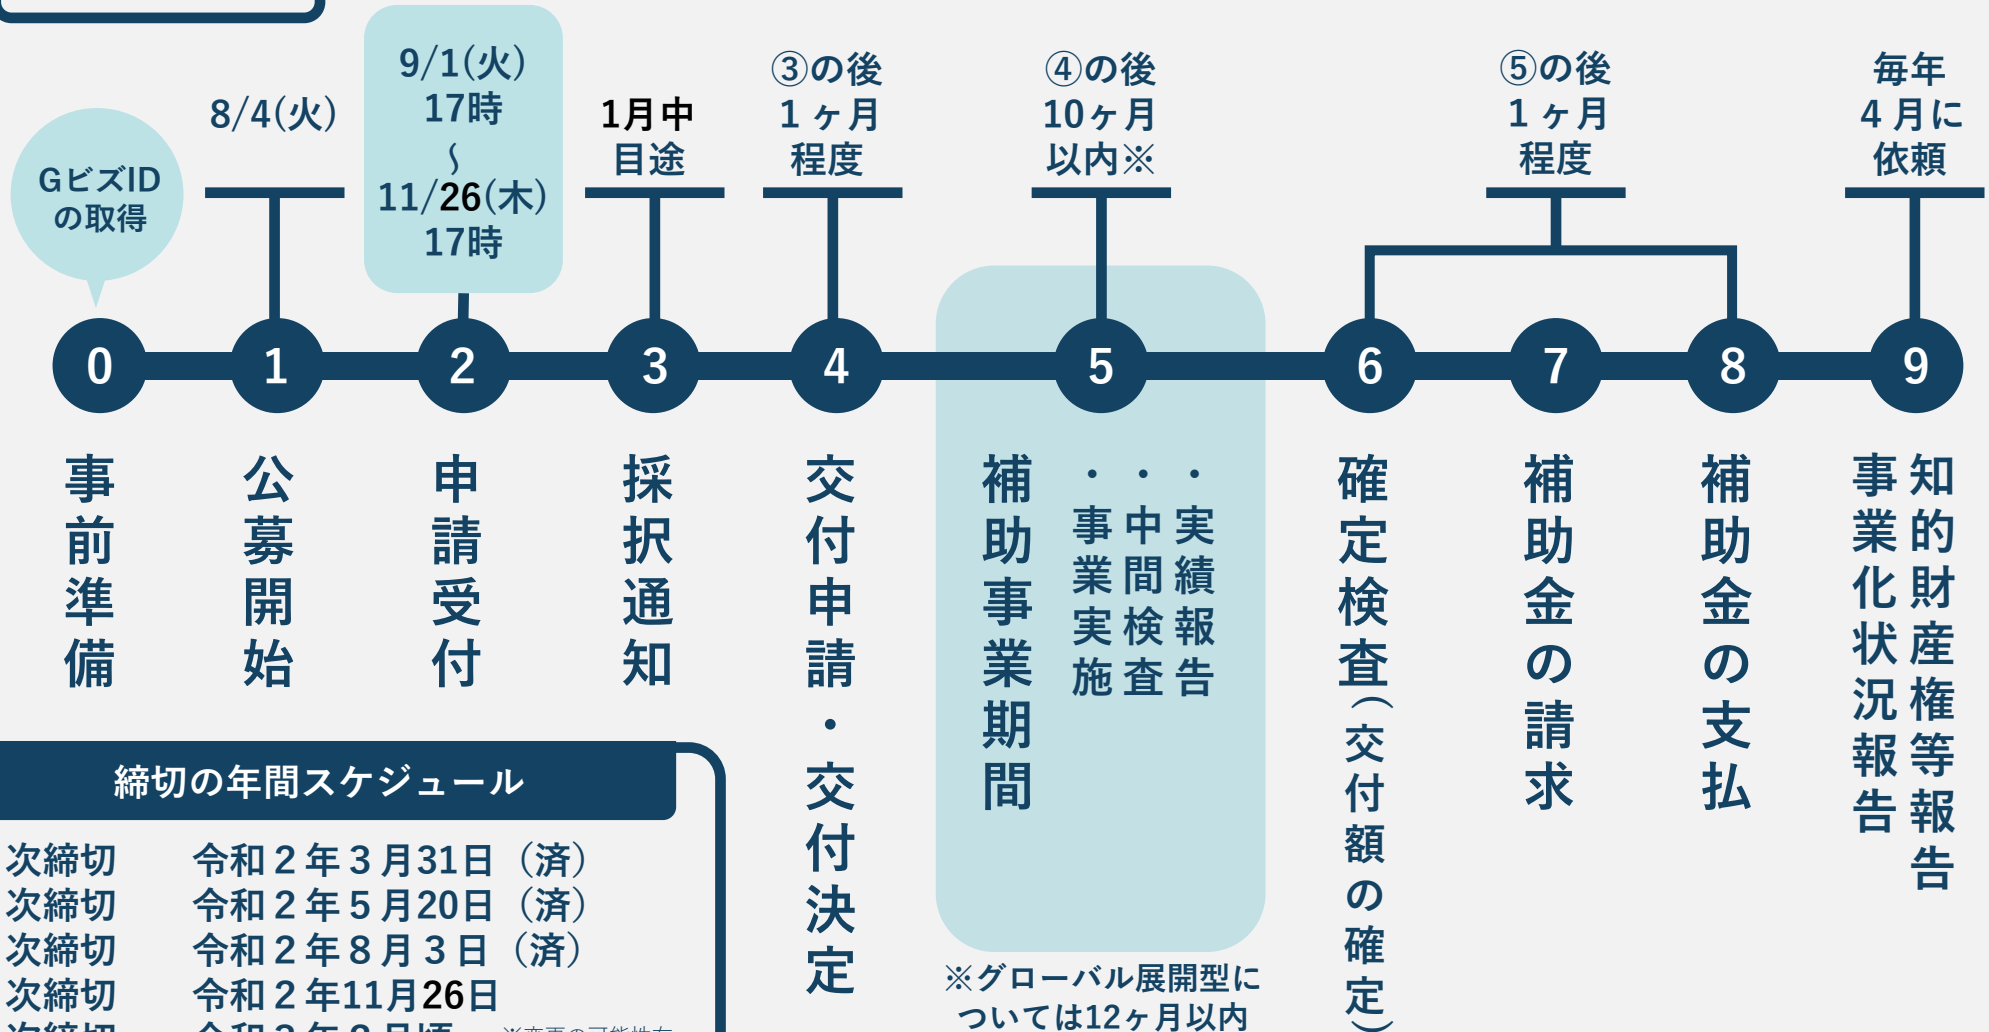 GビズID
の取得
8/4(火)
9/1(火)
17時
～
11/26(木)
17時
1月中
目途
③の後
１ヶ月
程度
④の後
10ヶ月
以内※
⑤の後
１ヶ月
程度
毎年
４月に
依頼
0
1
2
3
4
5
6
7
8
9
事前準備
公募開始
申請受付
採択通知
交付申請・交付決定
補助事業期間
・事業実施
・中間検査
・実績報告
※グローバル展開型に
ついては12ヶ月以内
確定検査（交付額の確定）
補助金の請求
補助金の支払
知的財産権等報告
事業化状況報告
締切の年間スケジュール
次締切 令和２年３月31日（済）
次締切 令和２年５月20日（済）
次締切 令和２年８月３日（済）
次締切 令和２年11月26日